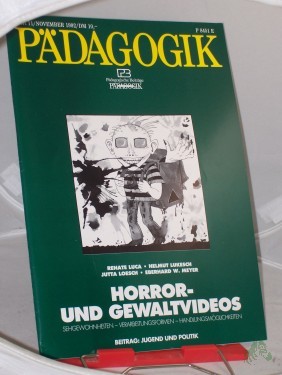 11/NOVEMBER 1992/DM 10,–
F 8451 E
PÄDAGOGIK
Pädagogische Beiträge
PÄDAGOGIK
RENATE LUCA • HELMUT LUKESCH
JUTTA LOESCH • EBERHARD W. MEYER
HORROR-
UND GEWALTVIDEOS
SEHGEWOHNHEITEN – VERARBEITUNGSFORMEN – HANDLUNGSMÖGLICHKEITEN
BEITRAG: JUGEND UND POLITIK